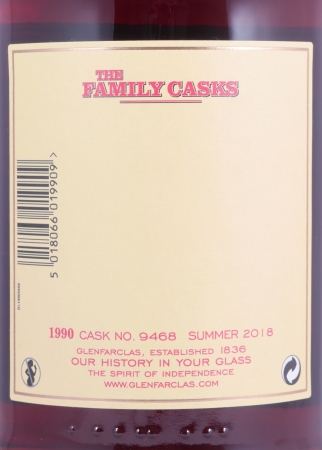 THE
FAMILY CASKS
5 018066 019909 >
1990 CASK NO. 9468 SUMMER 2018
GLENFARCLAS, ESTABLISHED 1836
OUR HISTORY IN YOUR GLASS
THE SPIRIT OF INDEPENDENCE
WWW.GLENFARCLAS.COM